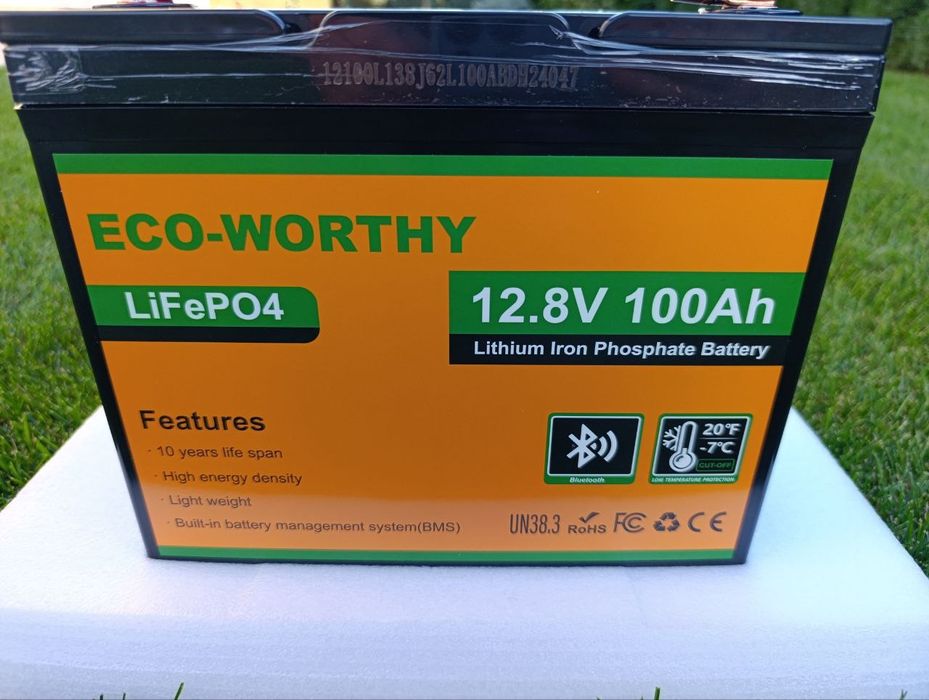 12100L138J62L100ABDH24047
ECO-WORTHY
LiFePO4
12.8V 100Ah
Lithium Iron Phosphate Battery
Features
· 10 years life span
· High energy density
· Light weight
· Built-in battery management system(BMS)
Bluetooth
20°F
-7°C
CUT-OFF
LOW TEMPERATURE PROTECTION
UN38.3 RoHS FC CE